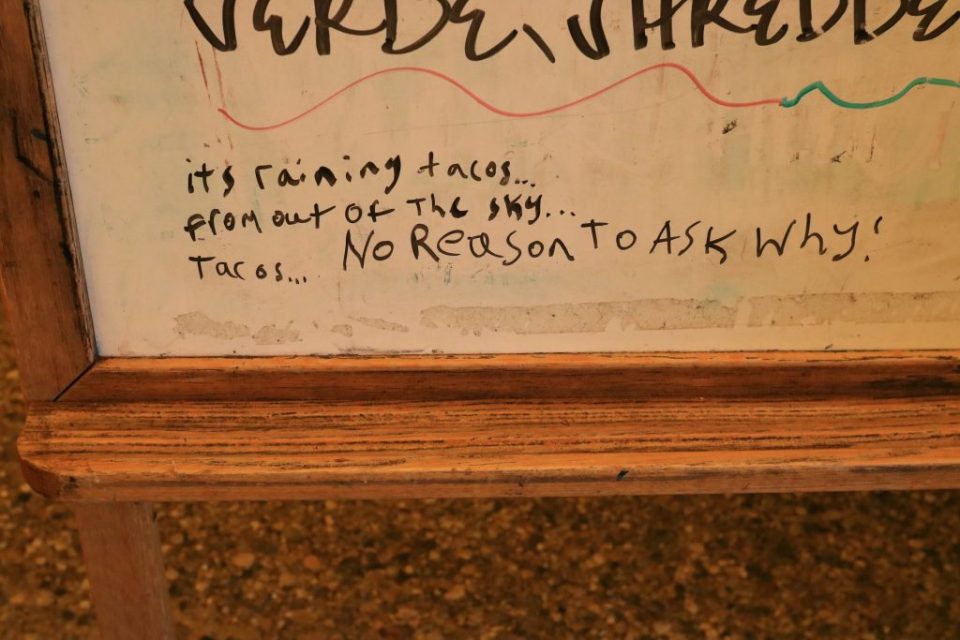 VERDE, SHREDDE
its raining tacos...
from out of The sky...
Tacos... No Reason To Ask Why!